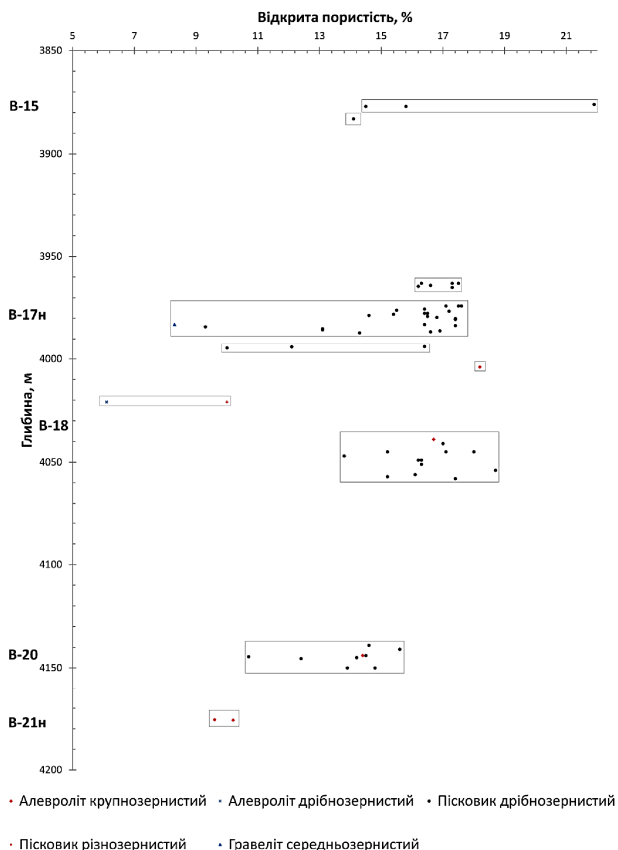 Відкрита пористість, %
5 7 9 11 13 15 17 19 21
3850
В-15
3900
3950
В-17н
4000
Глибина, м
В-18
4050
4100
В-20
4150
В-21н
4200
Алевроліт крупнозернистий Алевроліт дрібнозернистий Пісковик дрібнозернистий
Пісковик різнозернистий Гравеліт середньозернистий